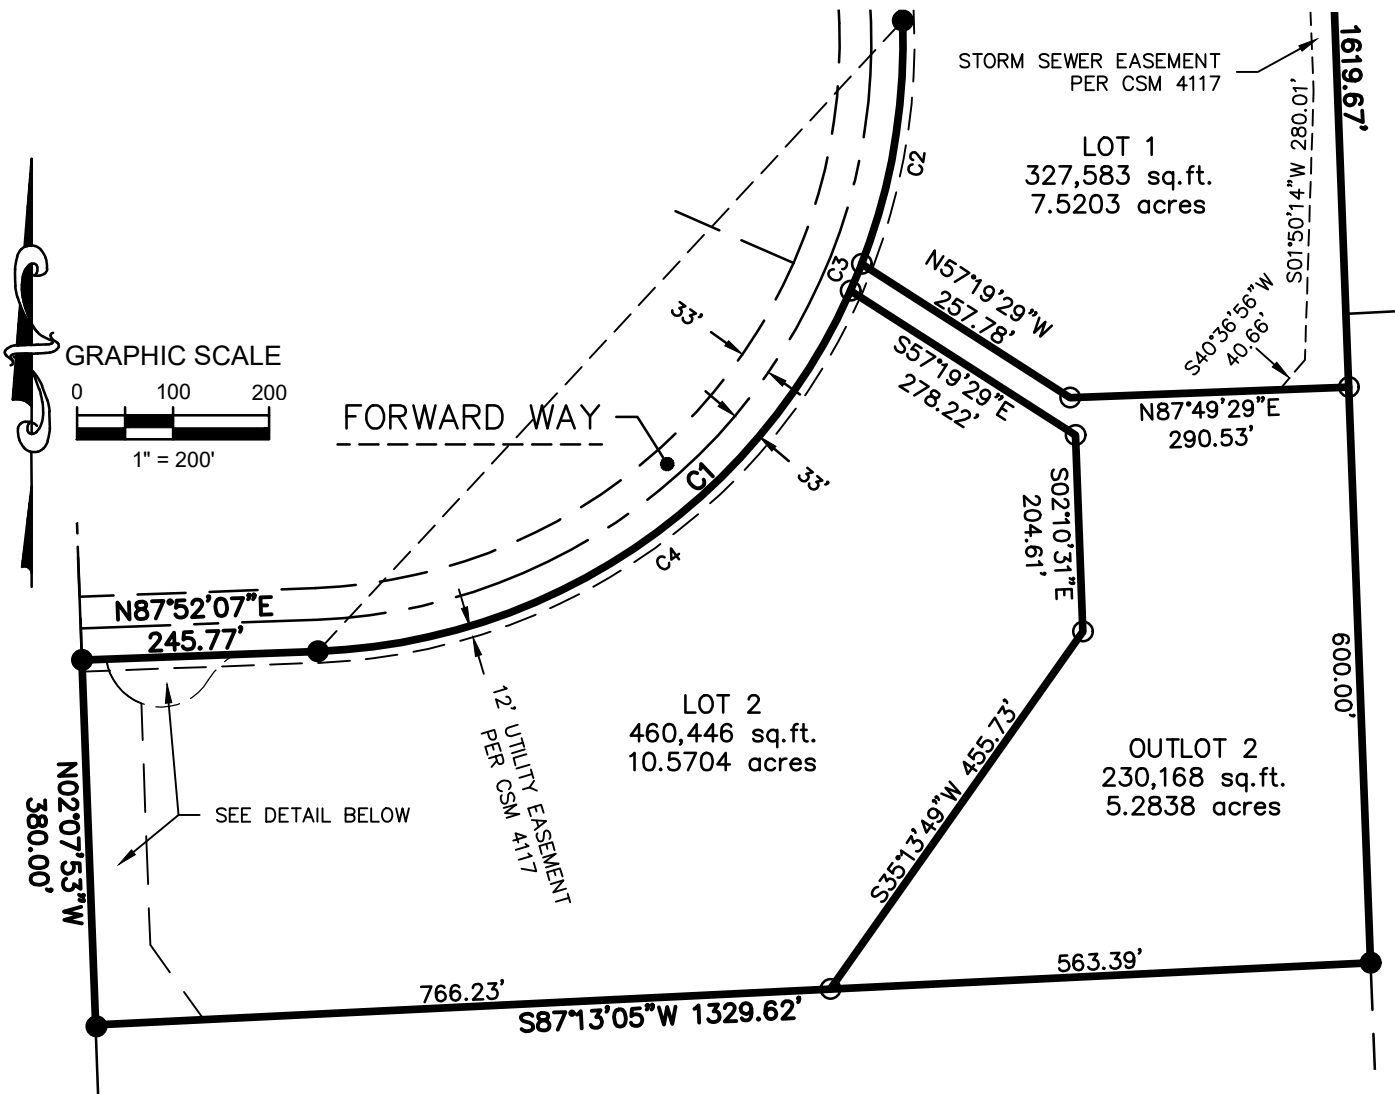 STORM SEWER EASEMENT
PER CSM 4117
1619.67'
S01°50'14"W 280.01'
LOT 1
327,583 sq.ft.
7.5203 acres
C2
C3
N57°19'29"W
257.78'
S40°36'56"W
40.66'
33'
GRAPHIC SCALE
0 100 200
1" = 200'
FORWARD WAY
S57°19'29"E
278.22'
N87°49'29"E
290.53'
C1
33'
C4
S02°10'31"E
204.61'
N87°52'07"E
245.77'
12' UTILITY EASEMENT
PER CSM 4117
LOT 2
460,446 sq.ft.
10.5704 acres
600.00'
OUTLOT 2
230,168 sq.ft.
5.2838 acres
S35°13'49"W 455.73'
N02°07'53"W
380.00'
SEE DETAIL BELOW
766.23'
563.39'
S87°13'05"W 1329.62'